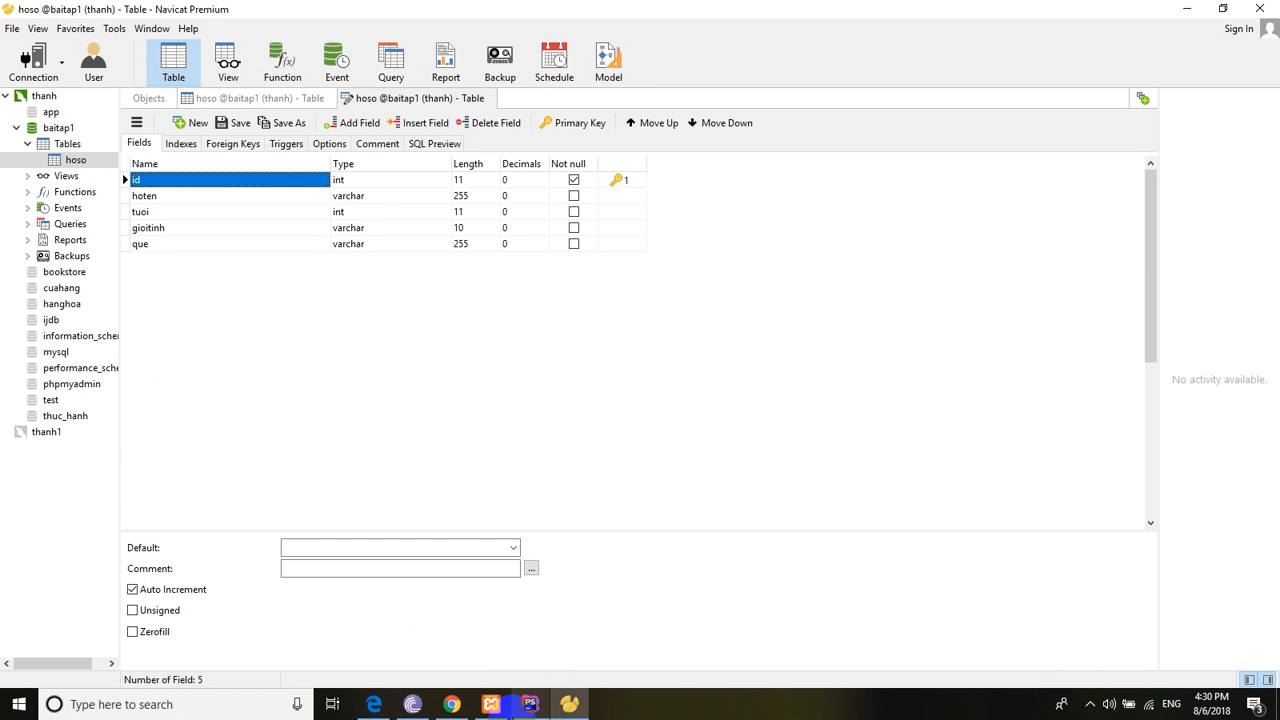 hoso @baitap1 (thanh) - Table - Navicat Premium
File View Favorites Tools Window Help
Sign In
Connection User Table View Function Event Query Report Backup Schedule Model
f(x)
thanh
app
baitap1
Tables
hoso
Views
Functions
Events
Queries
Reports
Backups
bookstore
cuahang
hanghoa
ijdb
information_scher
mysql
performance_sche
phpmyadmin
test
thuc_hanh
thanh1
Objects hoso @baitap1 (thanh) - Table hoso @baitap1 (thanh) - Table
New Save Save As Add Field Insert Field Delete Field Primary Key Move Up Move Down
Fields Indexes Foreign Keys Triggers Options Comment SQL Preview
Name Type Length Decimals Not null
id int 11 0 1
hoten varchar 255 0
tuoi int 11 0
gioitinh varchar 10 0
que varchar 255 0
No activity available.
Default:
Comment: ...
Auto Increment
Unsigned
Zerofill
Number of Field: 5
Type here to search
PS
ENG
4:30 PM
8/6/2018
3